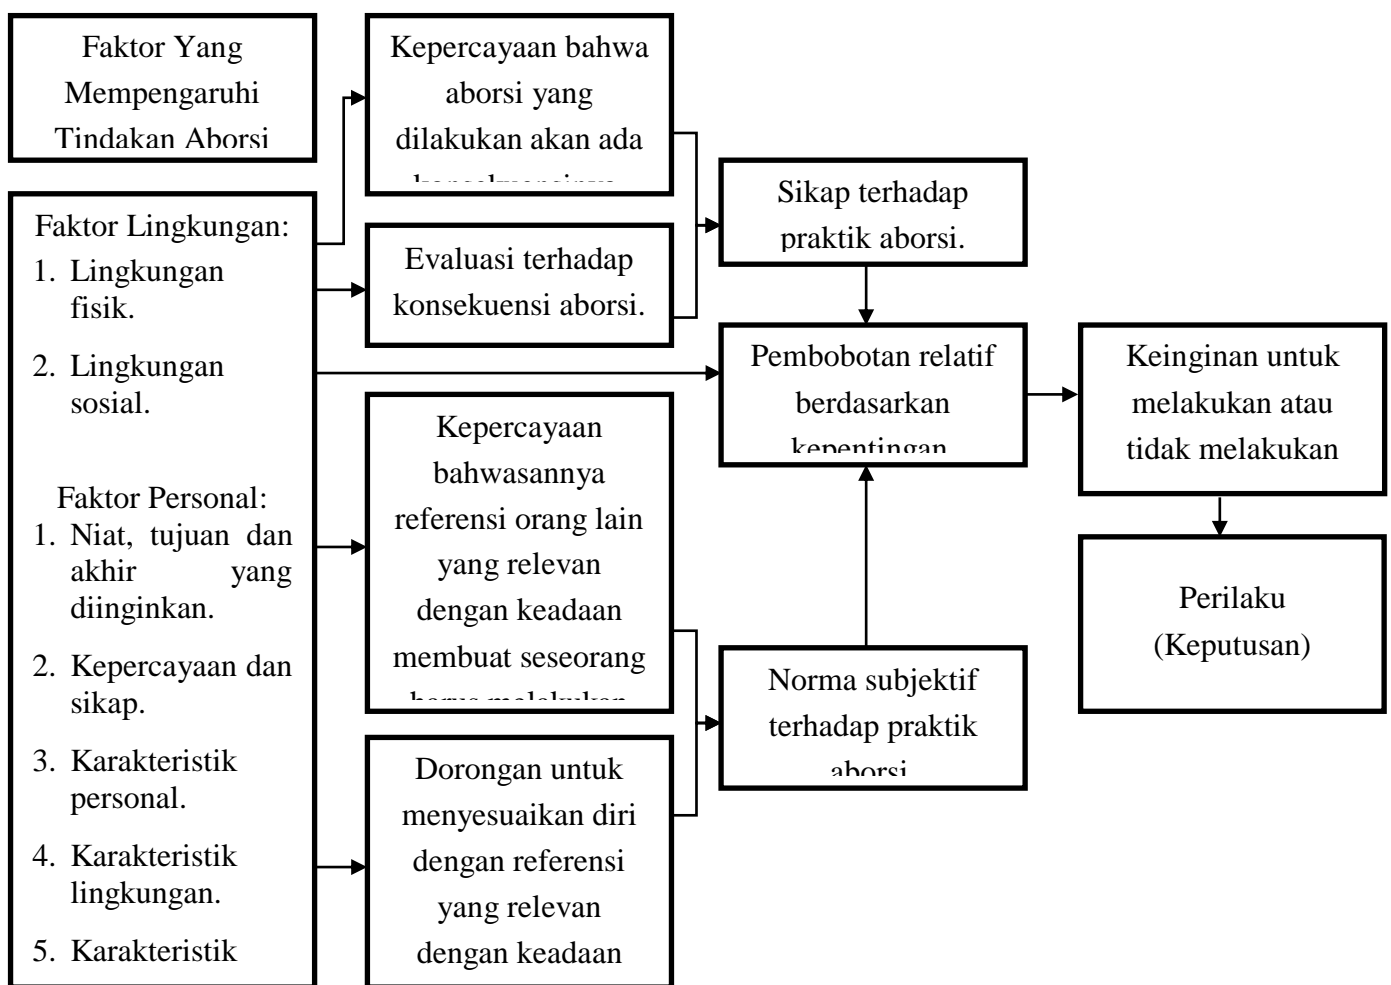 Faktor Yang
Mempengaruhi
Tindakan Aborsi
Faktor Lingkungan:
1. Lingkungan
fisik.
2. Lingkungan
sosial.
Faktor Personal:
1. Niat, tujuan dan
akhir yang
diinginkan.
2. Kepercayaan dan
sikap.
3. Karakteristik
personal.
4. Karakteristik
lingkungan.
5. Karakteristik
Kepercayaan bahwa
aborsi yang
dilakukan akan ada
konsekuensinya.
Evaluasi terhadap
konsekuensi aborsi.
Kepercayaan
bahwasannya
referensi orang lain
yang relevan
dengan keadaan
membuat seseorang
harus melakukan
Dorongan untuk
menyesuaikan diri
dengan referensi
yang relevan
dengan keadaan
Sikap terhadap
praktik aborsi.
Pembobotan relatif
berdasarkan
kepentingan
Norma subjektif
terhadap praktik
aborsi
Keinginan untuk
melakukan atau
tidak melakukan
Perilaku
(Keputusan)